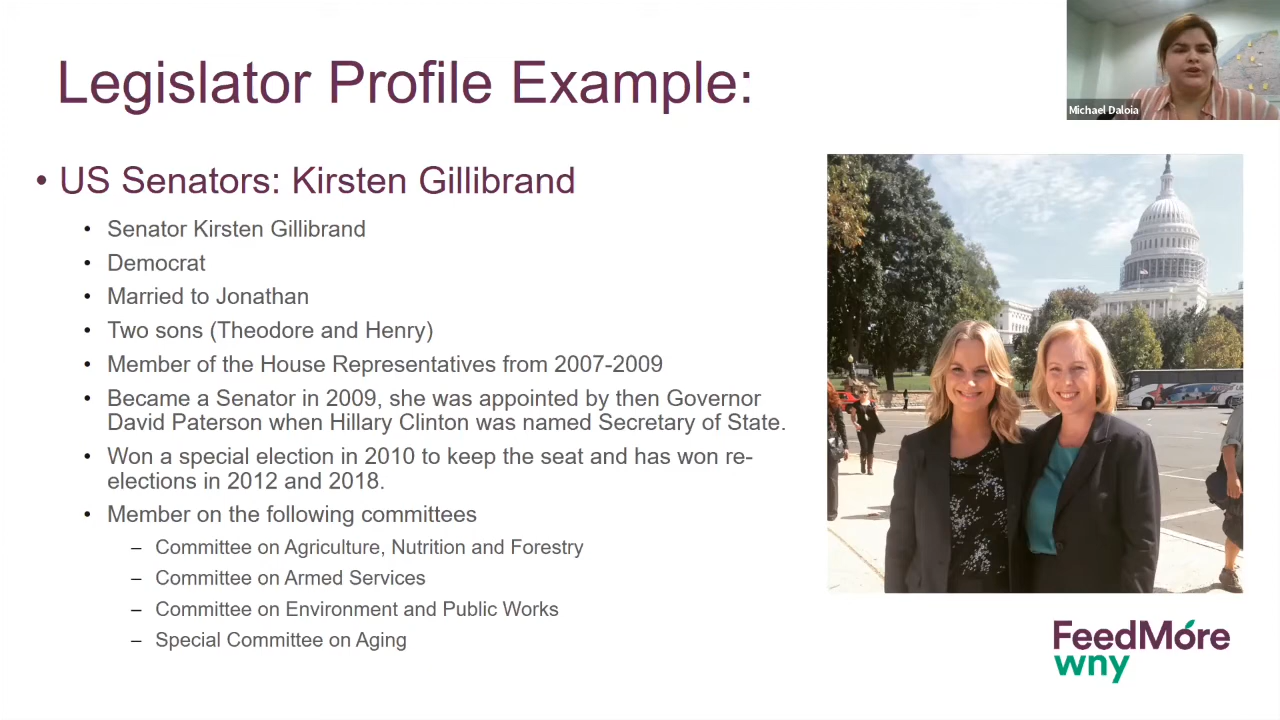 Legislator Profile Example:
Michael Daloia
• US Senators: Kirsten Gillibrand
• Senator Kirsten Gillibrand
• Democrat
• Married to Jonathan
• Two sons (Theodore and Henry)
• Member of the House Representatives from 2007-2009
• Became a Senator in 2009, she was appointed by then Governor
David Paterson when Hillary Clinton was named Secretary of State.
• Won a special election in 2010 to keep the seat and has won re-
elections in 2012 and 2018.
• Member on the following committees
– Committee on Agriculture, Nutrition and Forestry
– Committee on Armed Services
– Committee on Environment and Public Works
– Special Committee on Aging
FeedMore
wny